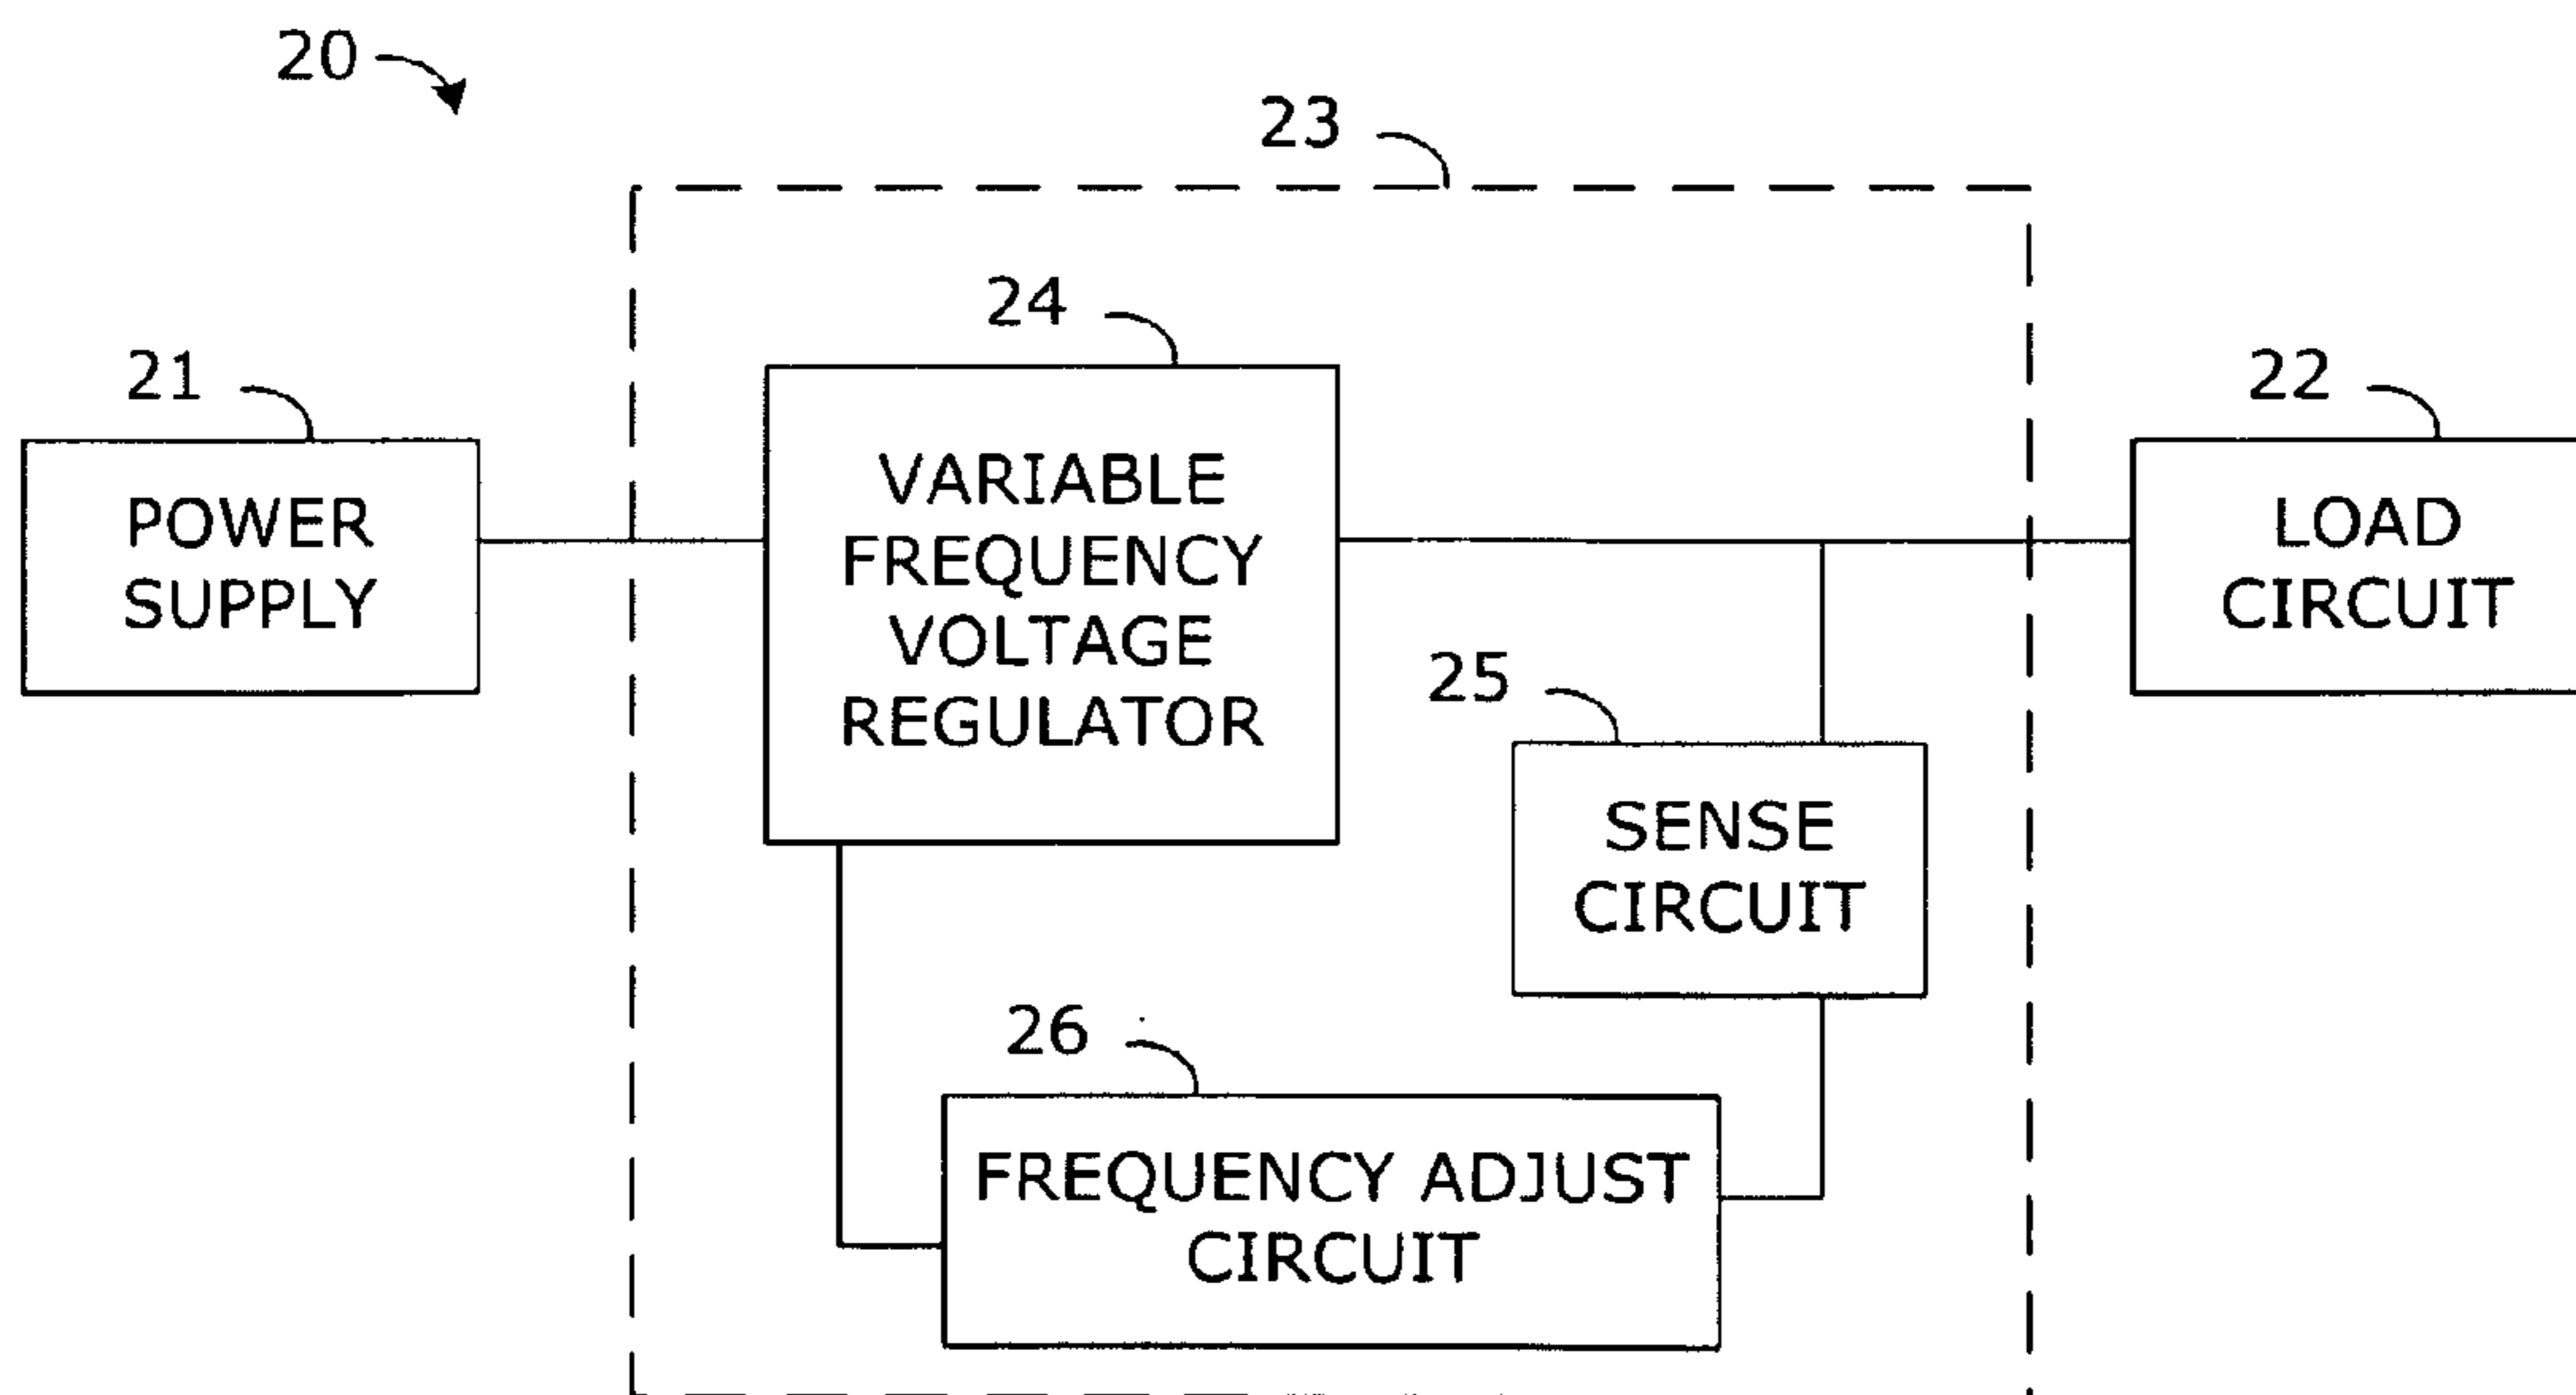 20
23
24
21
22
VARIABLE
FREQUENCY
VOLTAGE
REGULATOR
POWER
SUPPLY
LOAD
CIRCUIT
25
SENSE
CIRCUIT
26
FREQUENCY ADJUST
CIRCUIT